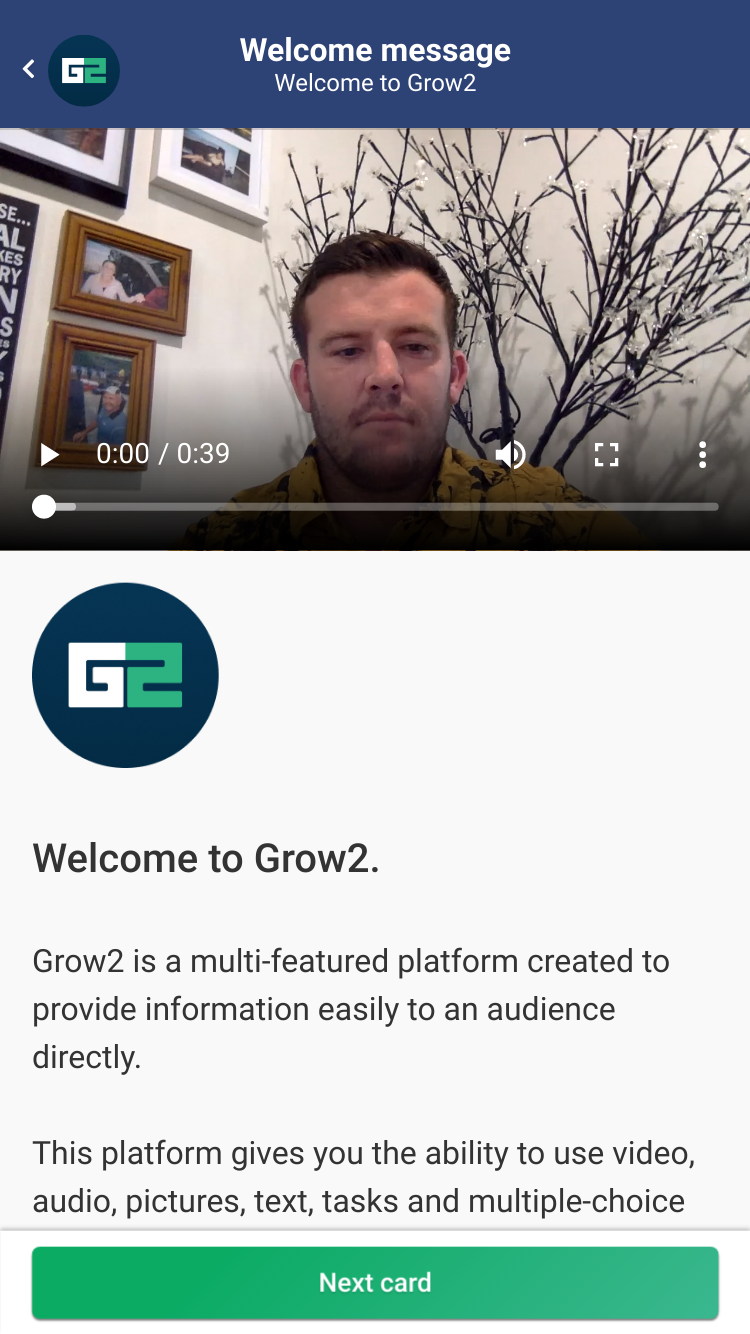 Welcome message
G2
Welcome to Grow2
SE...
AL
KES
RY
N
S
ES
0:00 / 0:39
G2
Welcome to Grow2.
Grow2 is a multi-featured platform created to
provide information easily to an audience
directly.
This platform gives you the ability to use video,
audio, pictures, text, tasks and multiple-choice
Next card